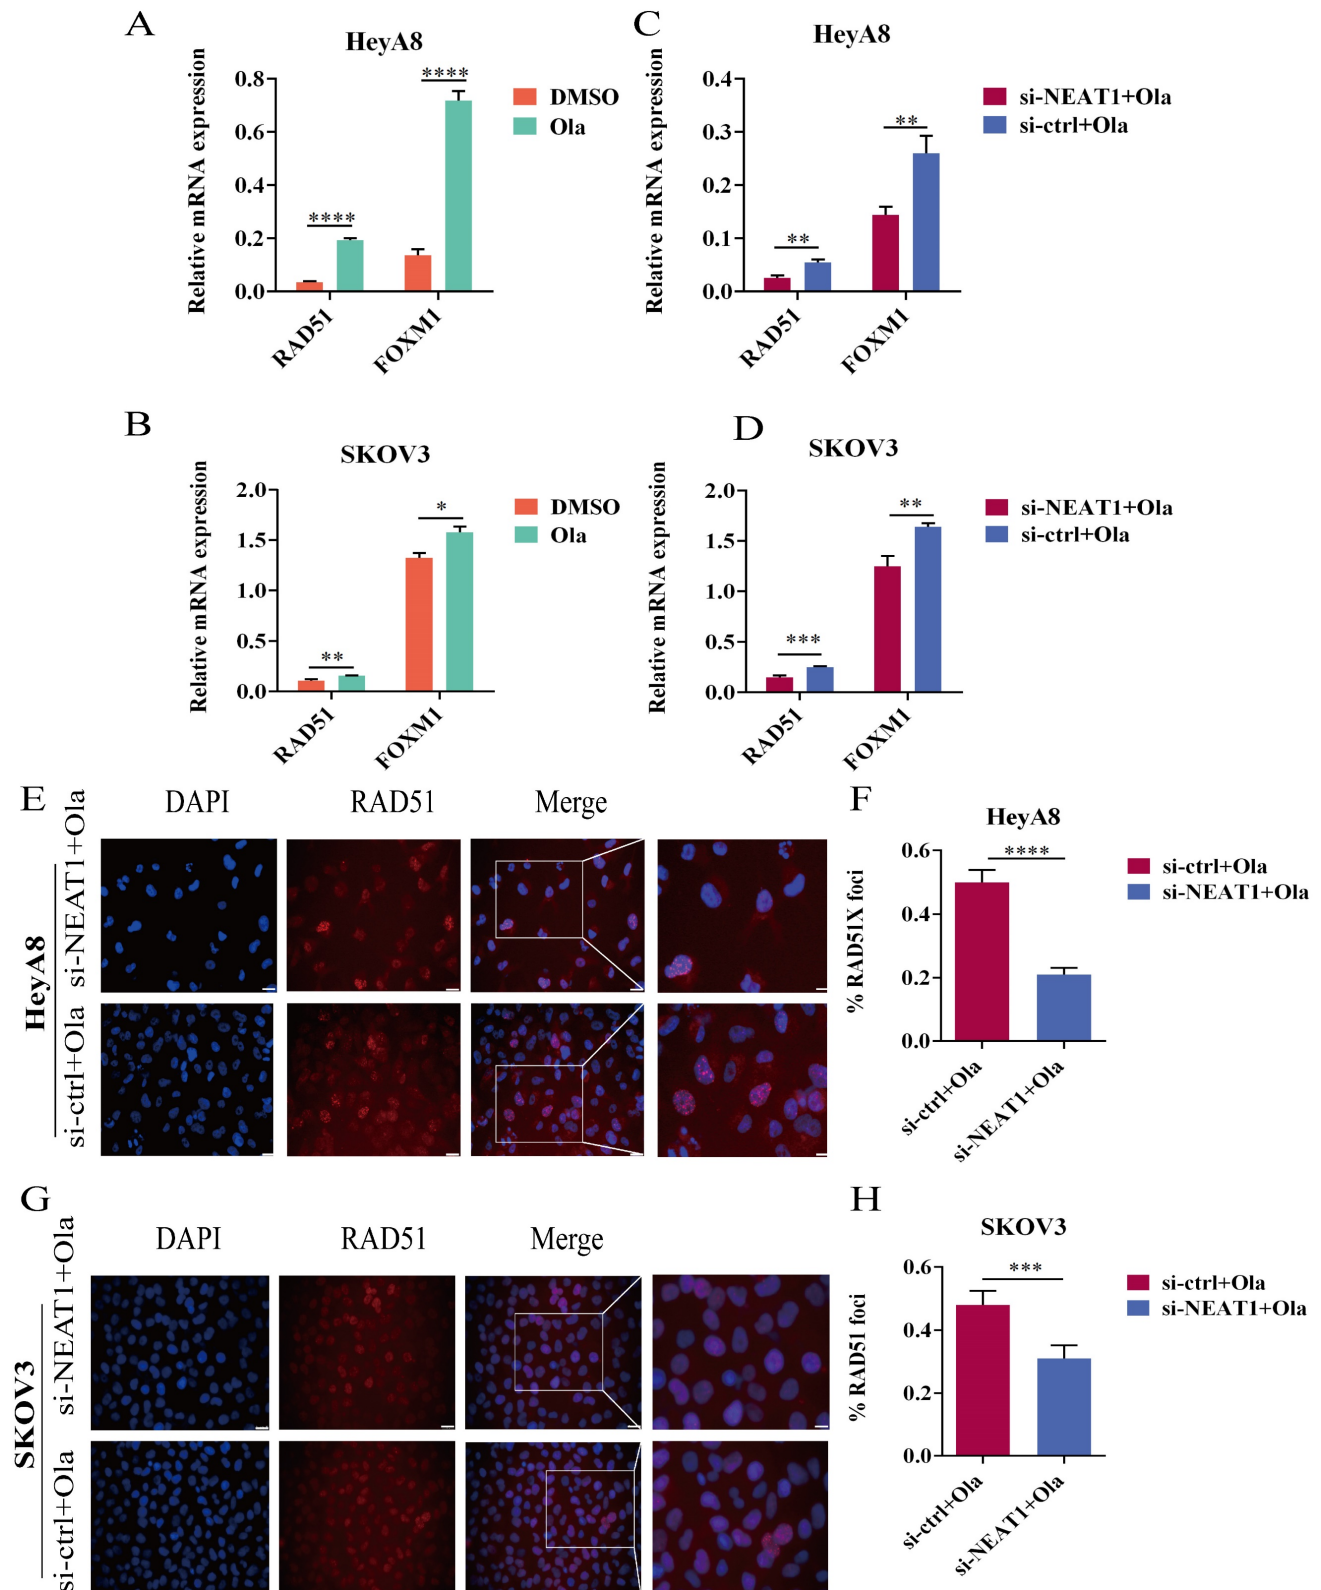 A
HeyA8
Relative mRNA expression
0.8
0.6
0.4
0.2
0.0
****
****
RAD51
FOXM1
DMSO
Ola
C
HeyA8
Relative mRNA expression
0.4
0.3
0.2
0.1
0.0
**
**
RAD51
FOXM1
si-NEAT1+Ola
si-ctrl+Ola
B
SKOV3
Relative mRNA expression
2.0
1.5
1.0
0.5
0.0
**
*
RAD51
FOXM1
DMSO
Ola
D
SKOV3
Relative mRNA expression
2.0
1.5
1.0
0.5
0.0
***
**
RAD51
FOXM1
si-NEAT1+Ola
si-ctrl+Ola
E
DAPI
RAD51
Merge
HeyA8
si-NEAT1+Ola
si-ctrl+Ola
F
HeyA8
% RAD51X foci
0.6
0.4
0.2
0.0
****
si-ctrl+Ola
si-NEAT1+Ola
si-ctrl+Ola
si-NEAT1+Ola
G
DAPI
RAD51
Merge
SKOV3
si-NEAT1+Ola
si-ctrl+Ola
H
SKOV3
% RAD51 foci
0.6
0.4
0.2
0.0
***
si-ctrl+Ola
si-NEAT1+Ola
si-ctrl+Ola
si-NEAT1+Ola